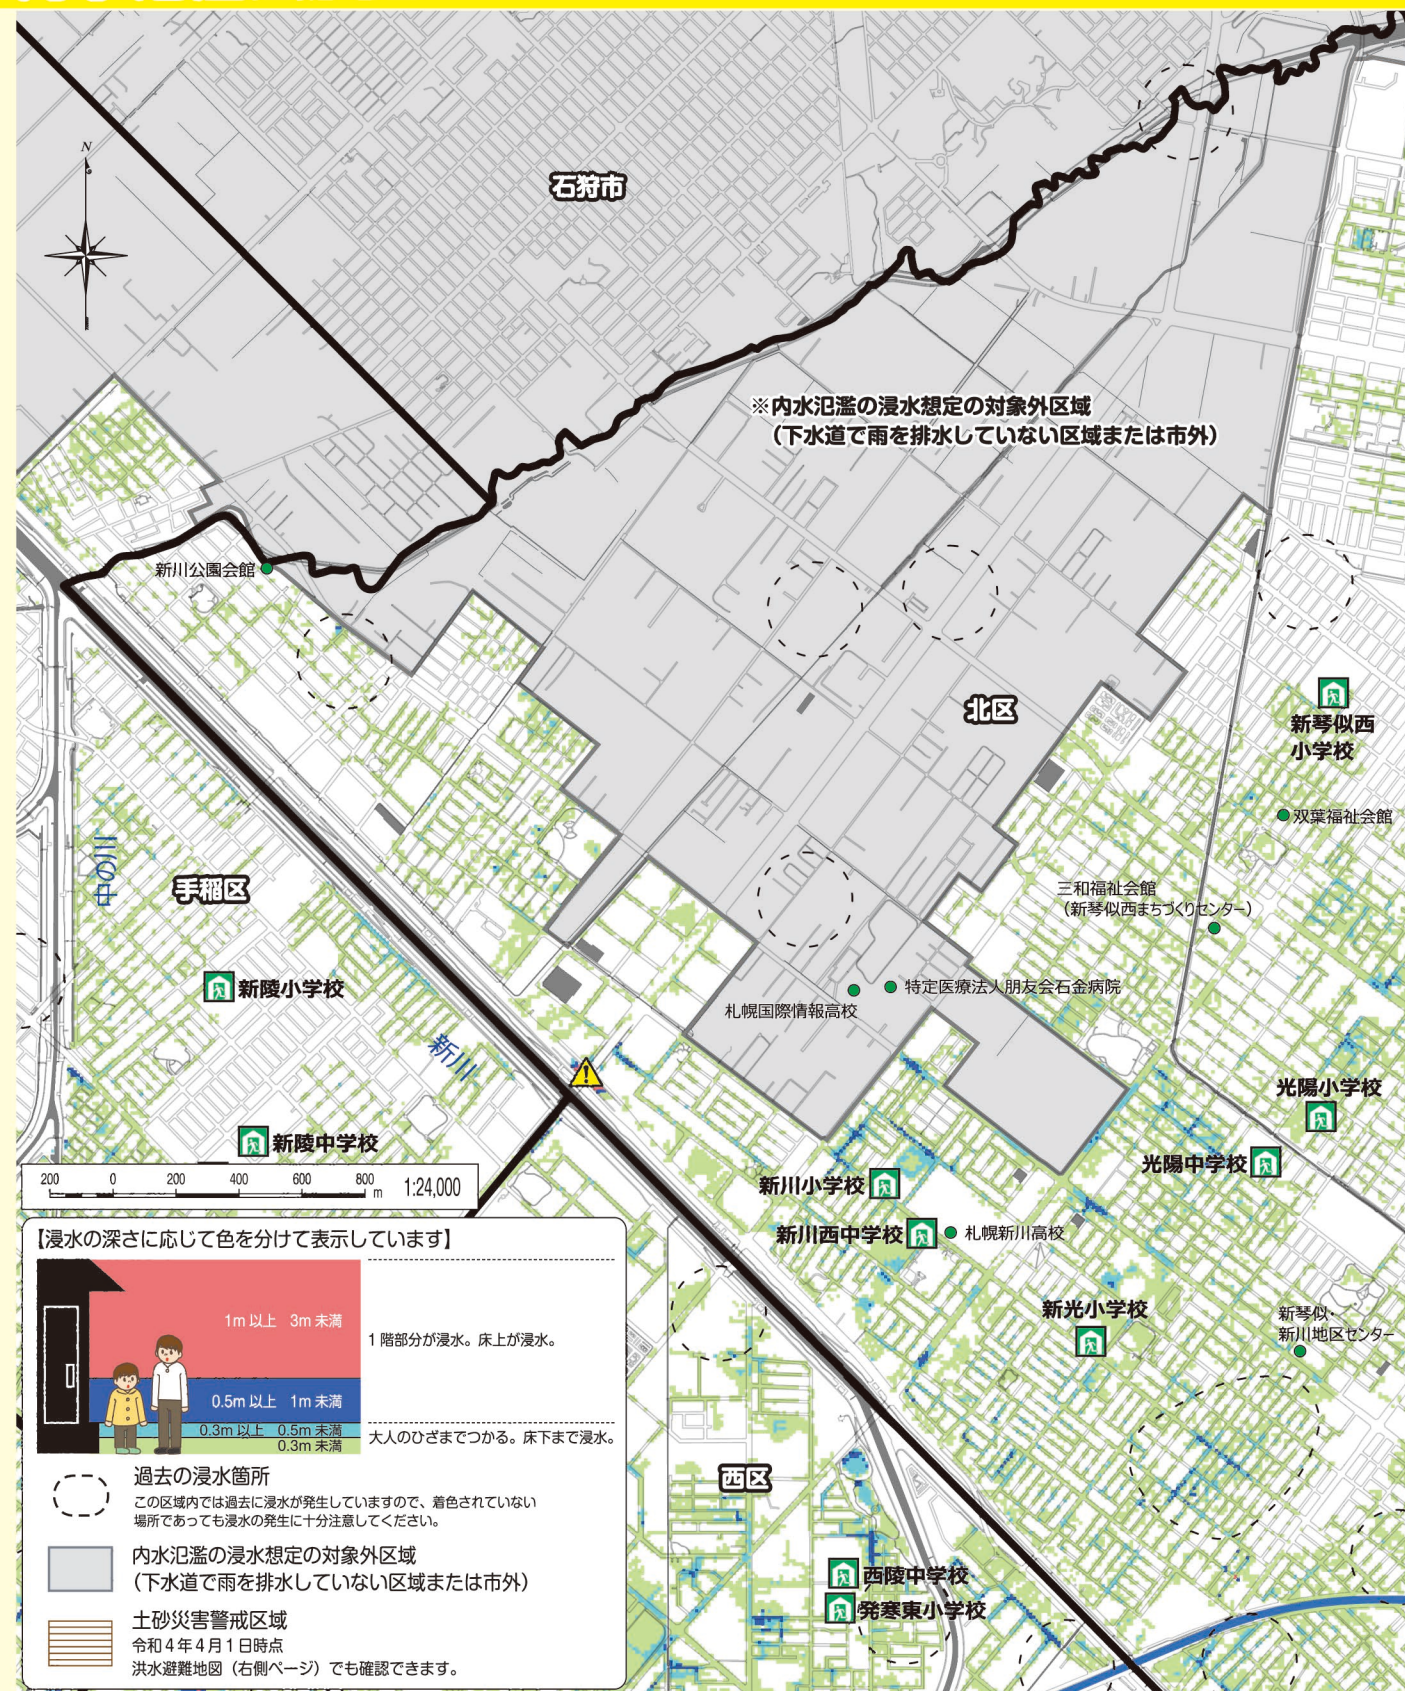 N
石狩市
※内水氾濫の浸水想定の対象外区域
（下水道で雨を排水していない区域または市外）
新川公園会館
北区
新琴似西
小学校
双葉福祉会館
中の川
手稲区
三和福祉会館
（新琴似西まちづくりセンター）
新陵小学校
特定医療法人朋友会石金病院
札幌国際情報高校
新川
光陽小学校
新陵中学校
光陽中学校
200 0 200 400 600 800 m 1:24,000
新川小学校
新川西中学校
札幌新川高校
新光小学校
新琴似・
新川地区センター
【浸水の深さに応じて色を分けて表示しています】
1m 以上 3m 未満
1 階部分が浸水。床上が浸水。
0.5m 以上 1m 未満
0.3m 以上 0.5m 未満
0.3m 未満
大人のひざまでつかる。床下まで浸水。
過去の浸水箇所
この区域内では過去に浸水が発生していますので、着色されていない
場所であっても浸水の発生に十分注意してください。
内水氾濫の浸水想定の対象外区域
（下水道で雨を排水していない区域または市外）
土砂災害警戒区域
令和４年４月１日時点
洪水避難地図（右側ページ）でも確認できます。
西区
西陵中学校
発寒東小学校